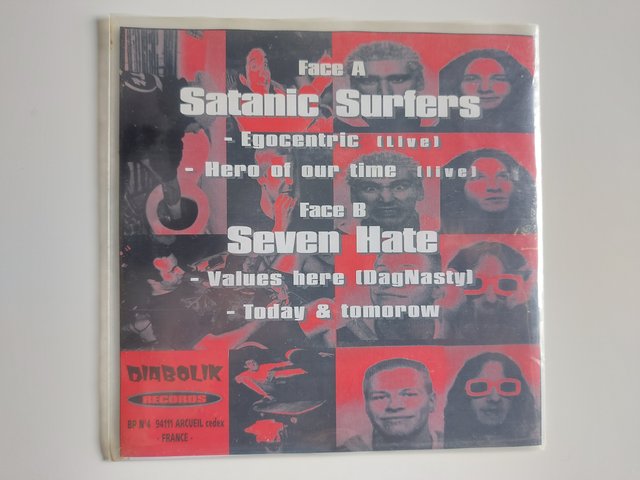 Face A
Satanic Surfers
- Egocentric (Live)
- Hero of our time (live)
Face B
Seven Hate
- Values here (DagNasty)
- Today & tomorow
DIABOLIK
RECORDS
BP N°4 94111 ARCUEIL cedex
- FRANCE -